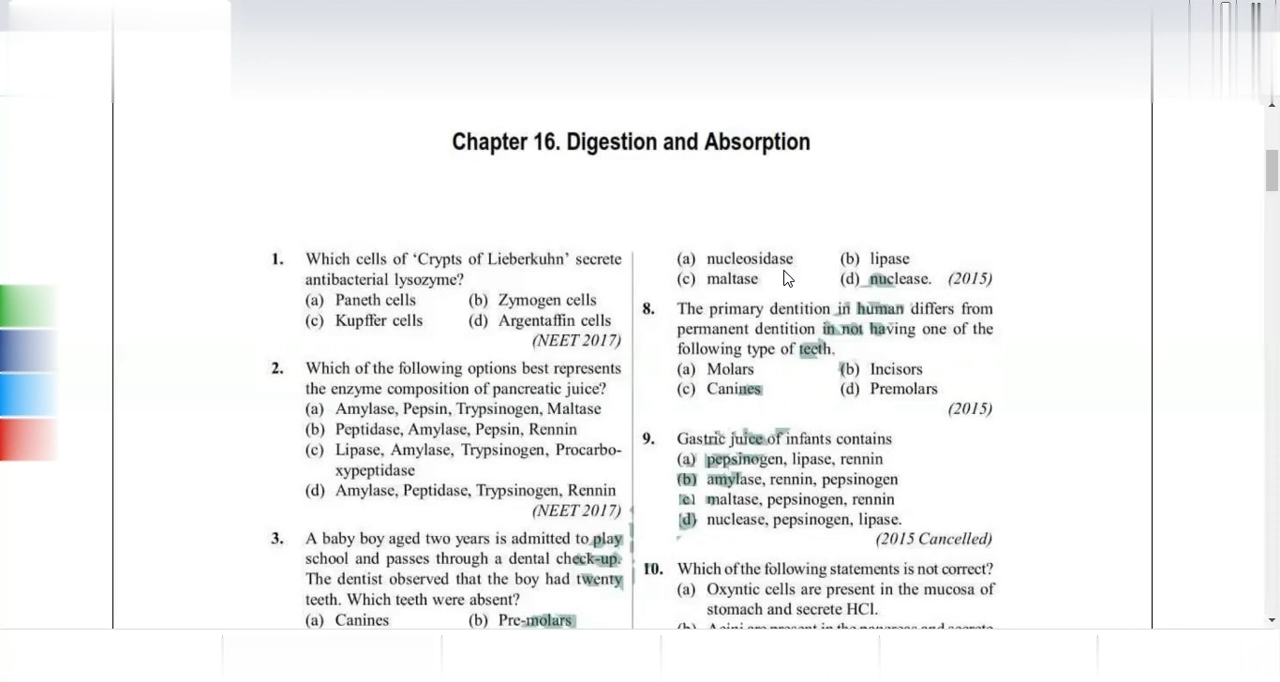 Chapter 16. Digestion and Absorption
1. Which cells of ‘Crypts of Lieberkuhn’ secrete
antibacterial lysozyme?
(a) Paneth cells (b) Zymogen cells
(c) Kupffer cells (d) Argentaffin cells
(NEET 2017)
2. Which of the following options best represents
the enzyme composition of pancreatic juice?
(a) Amylase, Pepsin, Trypsinogen, Maltase
(b) Peptidase, Amylase, Pepsin, Rennin
(c) Lipase, Amylase, Trypsinogen, Procarbo-
xypeptidase
(d) Amylase, Peptidase, Trypsinogen, Rennin
(NEET 2017)
3. A baby boy aged two years is admitted to play
school and passes through a dental check-up.
The dentist observed that the boy had twenty
teeth. Which teeth were absent?
(a) Canines (b) Pre-molars
(a) nucleosidase (b) lipase
(c) maltase (d) nuclease. (2015)
8. The primary dentition in human differs from
permanent dentition in not having one of the
following type of teeth.
(a) Molars (b) Incisors
(c) Canines (d) Premolars
(2015)
9. Gastric juice of infants contains
(a) pepsinogen, lipase, rennin
(b) amylase, rennin, pepsinogen
(c) maltase, pepsinogen, rennin
(d) nuclease, pepsinogen, lipase.
(2015 Cancelled)
10. Which of the following statements is not correct?
(a) Oxyntic cells are present in the mucosa of
stomach and secrete HCl.